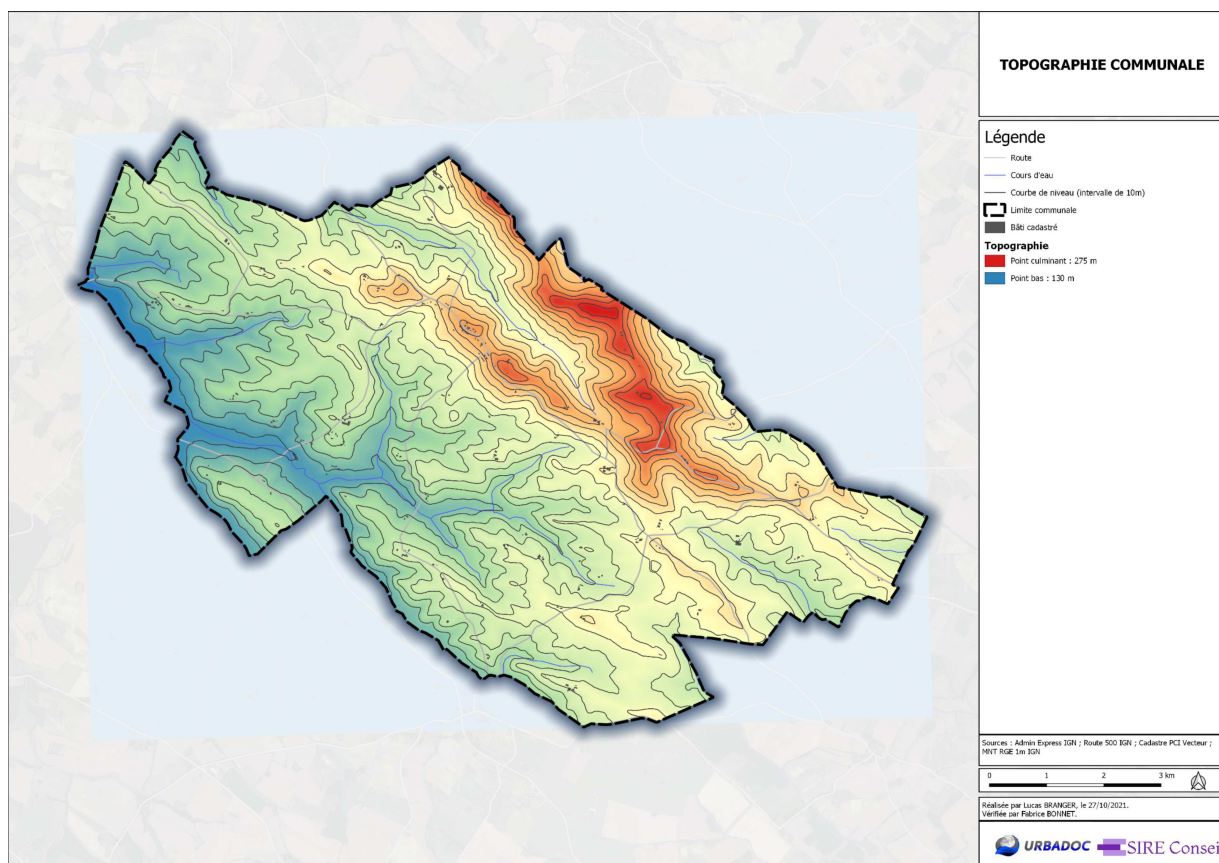 TOPOGRAPHIE COMMUNALE
Légende
Route
Cours d'eau
Courbe de niveau (intervalle de 10m)
Limite communale
Bâti cadastré
Topographie
Point culminant : 275 m
Point bas : 130 m
Sources : Admin Express IGN ; Route 500 IGN ; Cadastre PCI Vecteur ;
MNT RGE 1m IGN
0 1 2 3 km
Réalisée par Lucas BRANGER, le 27/10/2021.
Vérifiée par Fabrice BONNET.
URBADOC SIRE Consei